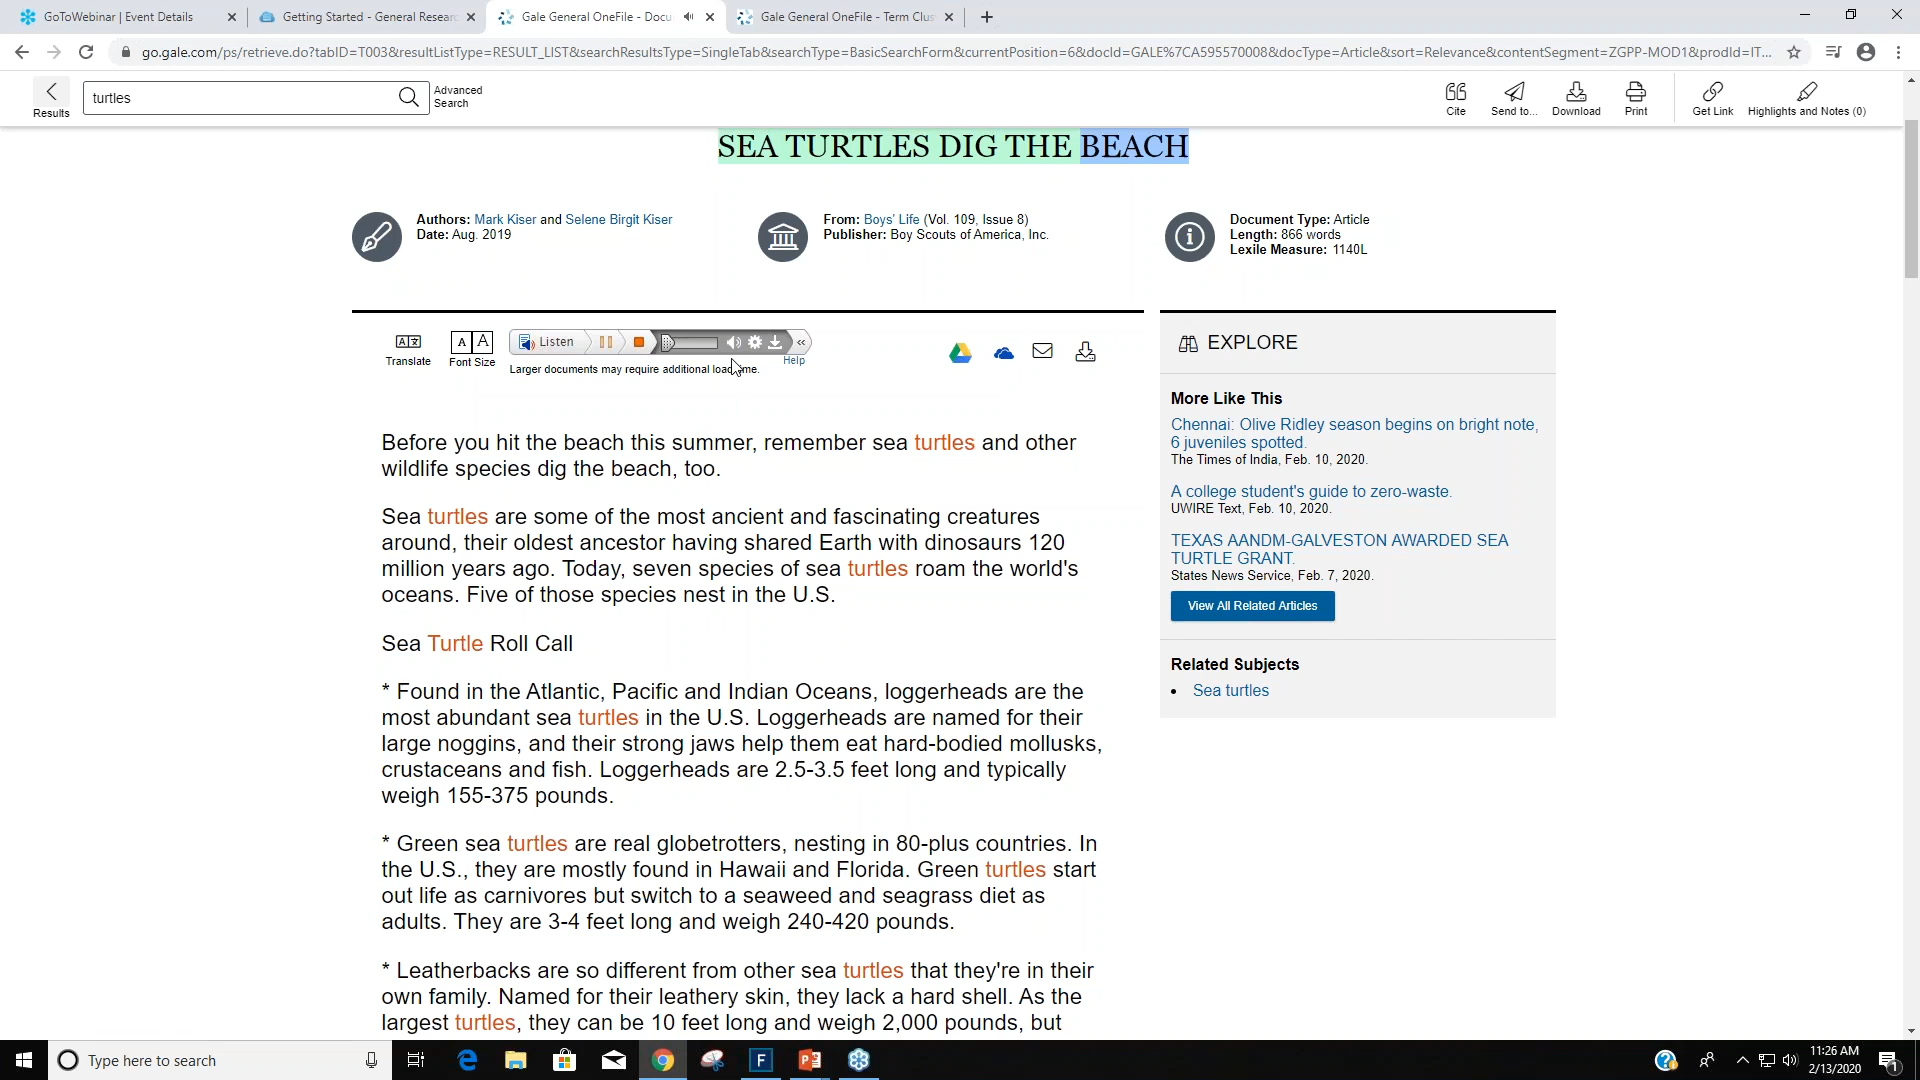 GoToWebinar | Event Details
Getting Started - General Researc
Gale General OneFile - Docu
Gale General OneFile - Term Clus
go.gale.com/ps/retrieve.do?tabID=T003&resultListType=RESULT_LIST&searchResultsType=SingleTab&searchType=BasicSearchForm&currentPosition=6&docId=GALE%7CA595570008&docType=Article&sort=Relevance&contentSegment=ZGPP-MOD1&prodId=IT...
Results
turtles
Advanced
Search
Cite
Send to...
Download
Print
Get Link
Highlights and Notes (0)
SEA TURTLES DIG THE BEACH
Authors: Mark Kiser and Selene Birgit Kiser
Date: Aug. 2019
From: Boys' Life (Vol. 109, Issue 8)
Publisher: Boy Scouts of America, Inc.
Document Type: Article
Length: 866 words
Lexile Measure: 1140L
Translate
A A
Font Size
Listen
Help
Larger documents may require additional load time.
EXPLORE
More Like This
Chennai: Olive Ridley season begins on bright note,
6 juveniles spotted.
The Times of India, Feb. 10, 2020.
A college student's guide to zero-waste.
UWIRE Text, Feb. 10, 2020.
TEXAS AANDM-GALVESTON AWARDED SEA
TURTLE GRANT.
States News Service, Feb. 7, 2020.
View All Related Articles
Related Subjects
• Sea turtles
Before you hit the beach this summer, remember sea turtles and other
wildlife species dig the beach, too.
Sea turtles are some of the most ancient and fascinating creatures
around, their oldest ancestor having shared Earth with dinosaurs 120
million years ago. Today, seven species of sea turtles roam the world's
oceans. Five of those species nest in the U.S.
Sea Turtle Roll Call
* Found in the Atlantic, Pacific and Indian Oceans, loggerheads are the
most abundant sea turtles in the U.S. Loggerheads are named for their
large noggins, and their strong jaws help them eat hard-bodied mollusks,
crustaceans and fish. Loggerheads are 2.5-3.5 feet long and typically
weigh 155-375 pounds.
* Green sea turtles are real globetrotters, nesting in 80-plus countries. In
the U.S., they are mostly found in Hawaii and Florida. Green turtles start
out life as carnivores but switch to a seaweed and seagrass diet as
adults. They are 3-4 feet long and weigh 240-420 pounds.
* Leatherbacks are so different from other sea turtles that they're in their
own family. Named for their leathery skin, they lack a hard shell. As the
largest turtles, they can be 10 feet long and weigh 2,000 pounds, but
Type here to search
F
11:26 AM
2/13/2020
1